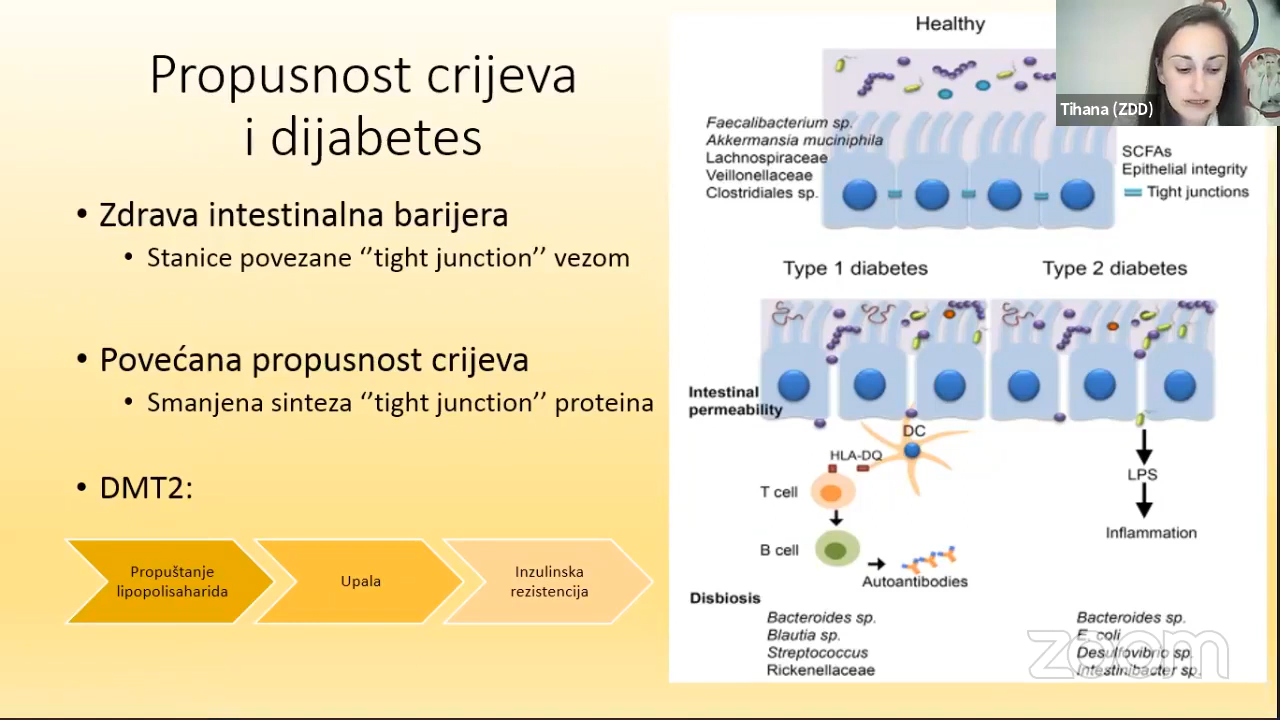 Propusnost crijeva
i dijabetes
• Zdrava intestinalna barijera
• Stanice povezane ‘’tight junction’’ vezom
• Povećana propusnost crijeva
• Smanjena sinteza ‘’tight junction’’ proteina
• DMT2:
Propuštanje
lipopolisaharida
Upala
Inzulinska
rezistencija
Healthy
Faecalibacterium sp.
Akkermansia muciniphila
Lachnospiraceae
Veillonellaceae
Clostridiales sp.
SCFAs
Epithelial integrity
Tight junctions
Type 1 diabetes
Type 2 diabetes
Intestinal
permeability
DC
HLA-DQ
T cell
B cell
Autoantibodies
LPS
Inflammation
Disbiosis
Bacteroides sp.
Blautia sp.
Streptococcus
Rickenellaceae
Bacteroides sp.
E. coli
Desulfovibrio sp.
Intestinibacter sp.
Tihana (ZDD)
zoom